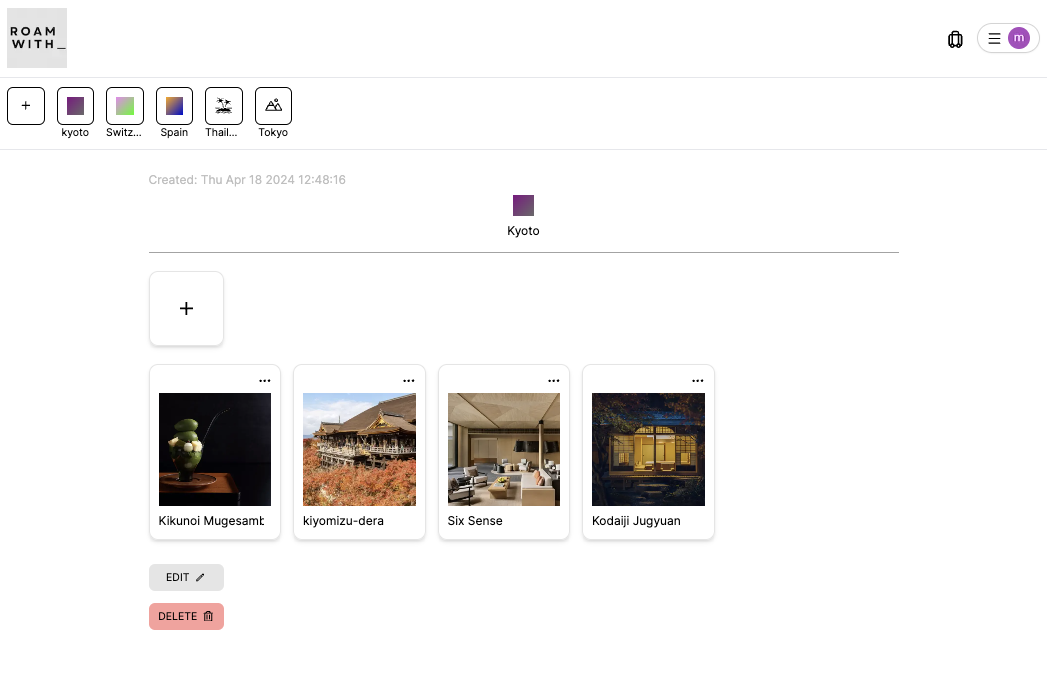 ROAM
WITH_
m
+
kyoto
Switz...
Spain
Thail...
Tokyo
Created: Thu Apr 18 2024 12:48:16
Kyoto
+
Kikunoi Mugesamb
kiyomizu-dera
Six Sense
Kodaiji Jugyuan
EDIT
DELETE